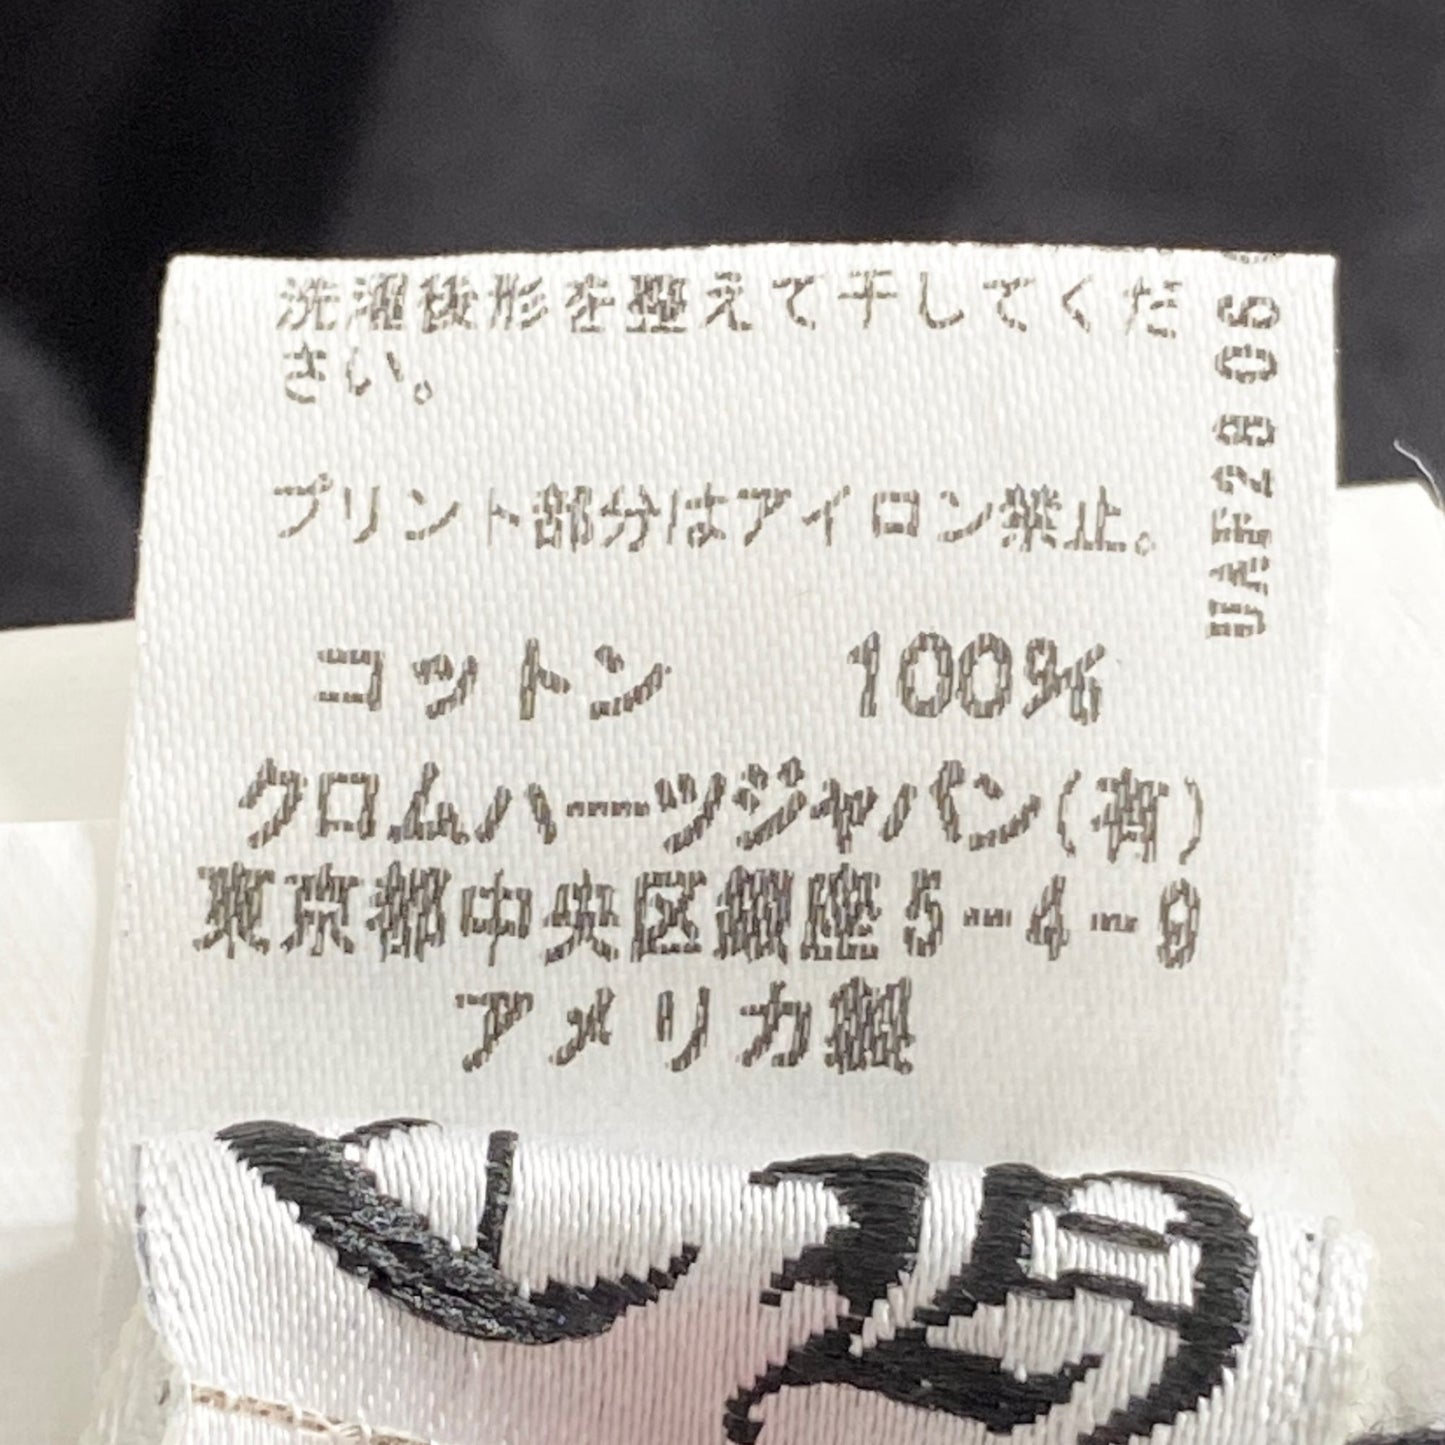 洗濯後形を整えて干してくだ
さい。
プリント部分はアイロン禁止。
コットン 100%
クロムハーツジャパン(有)
東京都中央区銀座5-4-9
アメリカ製